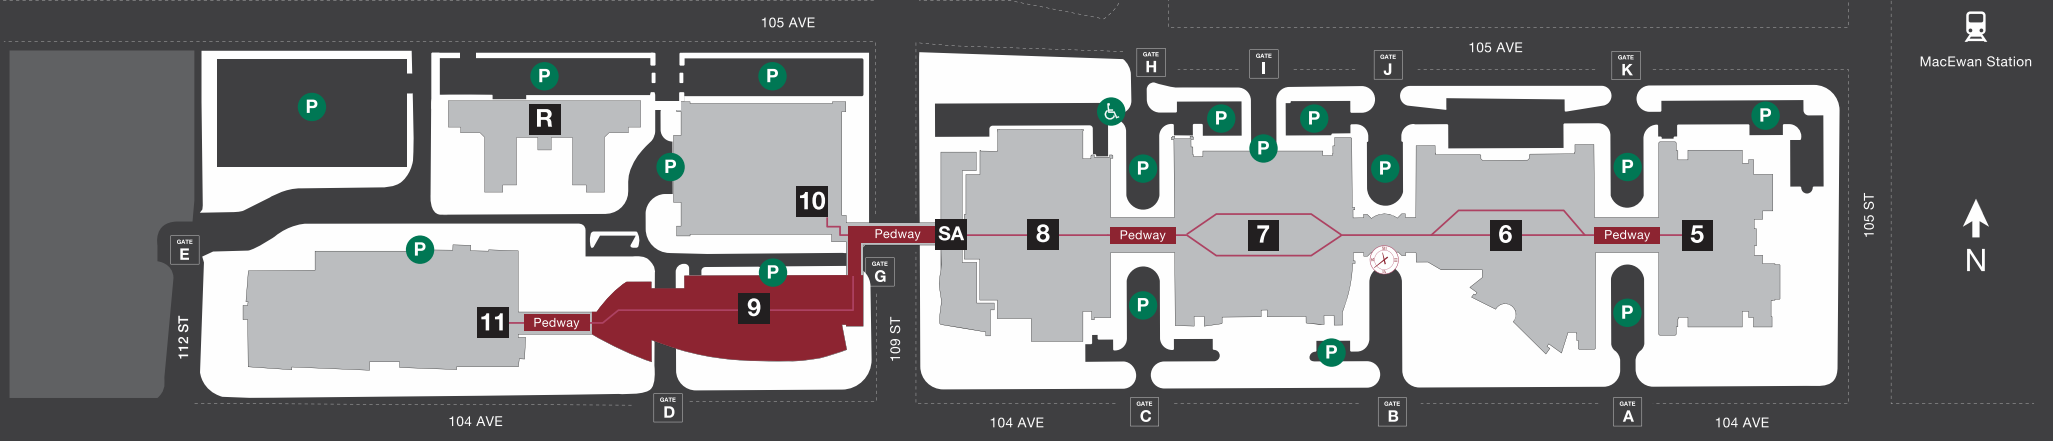 105 AVE
105 AVE
MacEwan Station
GATE
H
GATE
I
GATE
J
GATE
K
P
P
P
P
P
P
R
P
P
P
P
P
P
10
Pedway
SA
8
Pedway
7
6
Pedway
5
105 ST
N
GATE
E
P
P
GATE
G
11
Pedway
9
P
P
P
112 ST
109 ST
GATE
D
GATE
C
GATE
B
GATE
A
104 AVE
104 AVE
104 AVE